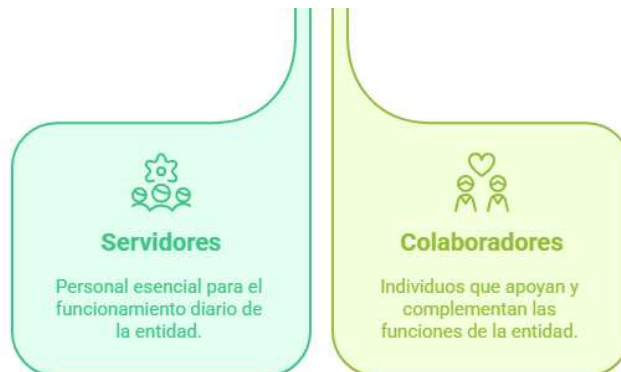 Servidores
Personal esencial para el
funcionamiento diario de
la entidad.
Colaboradores
Individuos que apoyan y
complementan las
funciones de la entidad.